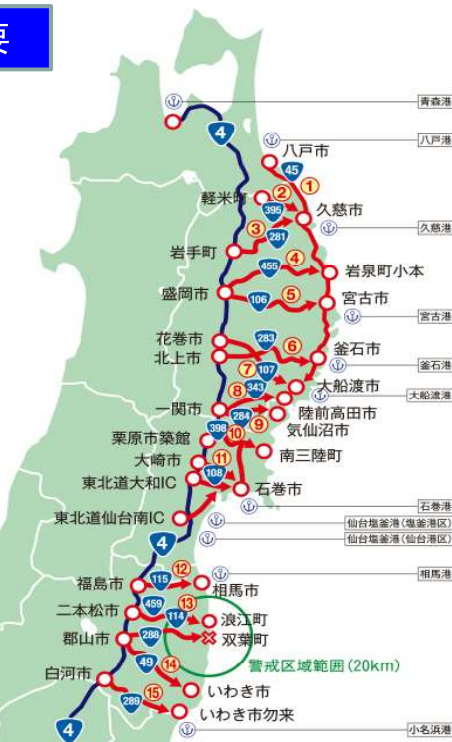 要
青森港
4
八戸港
八戸市
45
①
軽米町
②
395
久慈市
③
281
久慈港
岩手町
④
455
岩泉町小本
盛岡市
106
⑤
宮古市
宮古港
花巻市
283
⑥
北上市
釜石市
釜石港
⑦
107
⑧
343
大船渡市
大船渡港
一関市
284
⑨
陸前高田市
398
気仙沼市
栗原市築館
⑩
南三陸町
大崎市
⑪
108
東北道大和IC
石巻市
石巻港
東北道仙台南IC
仙台塩釜港(塩釜港区)
仙台塩釜港(仙台港区)
4
⑫
相馬港
福島市
115
相馬市
二本松市
459
⑬
114
浪江町
郡山市
288
双葉町
49
⑭
警戒区域範囲(20km)
白河市
いわき市
289
⑮
いわき市勿来
4
小名浜港